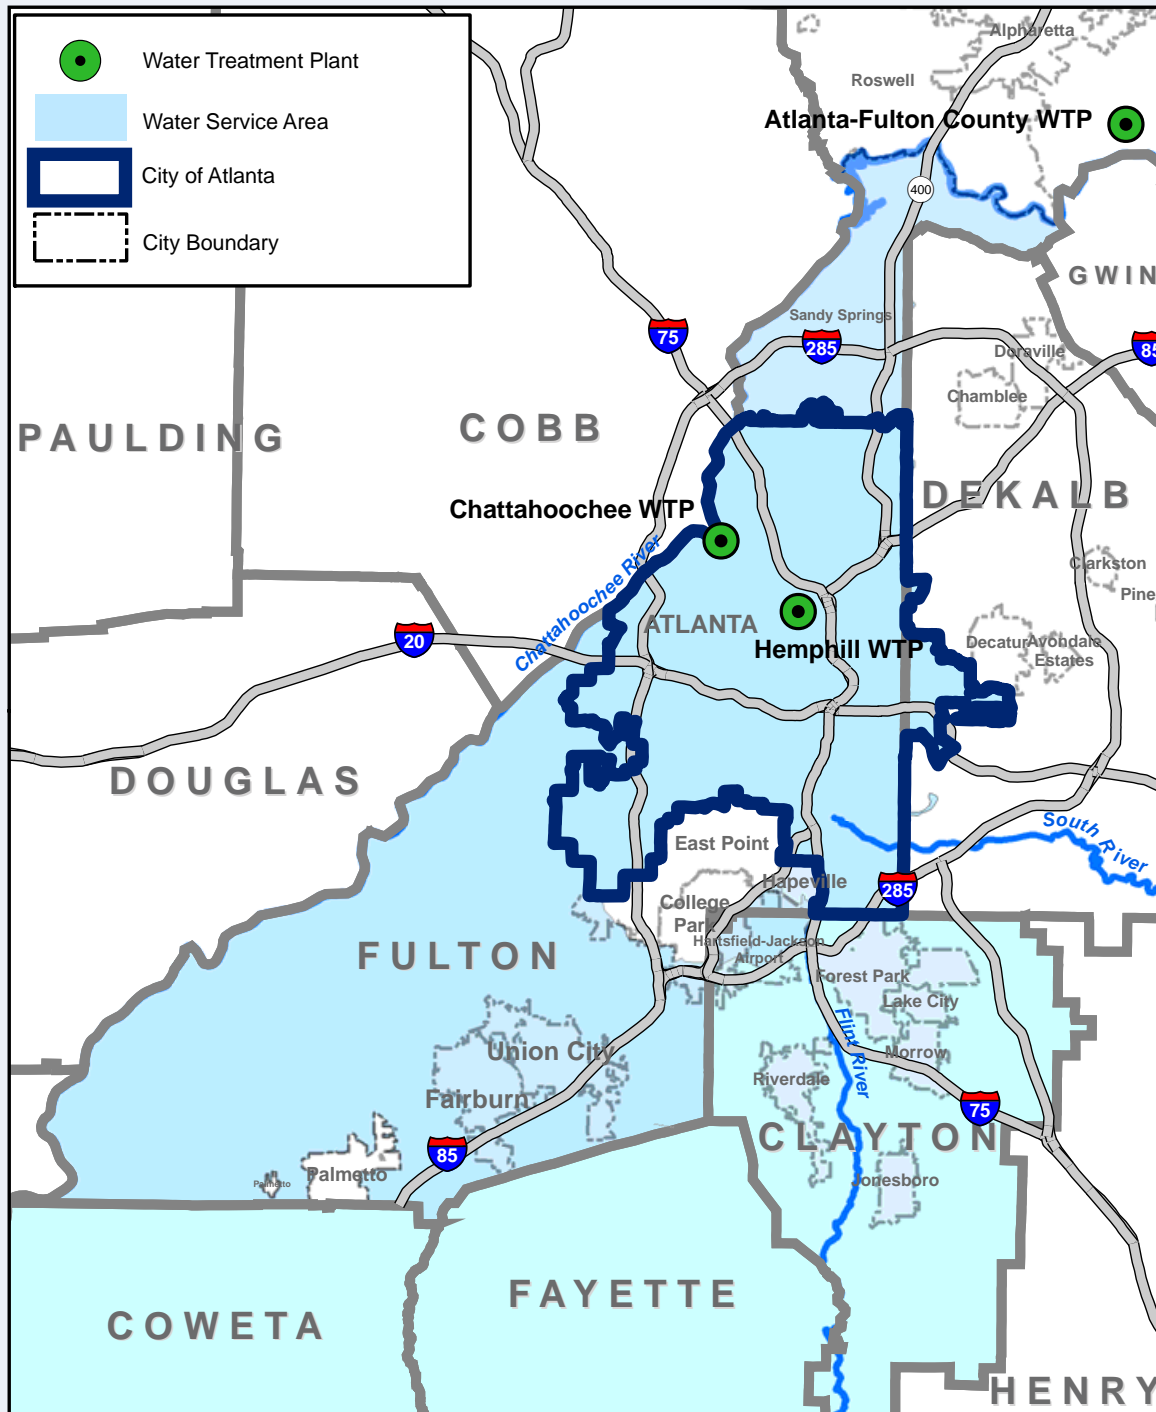 Water Treatment Plant
Water Service Area
City of Atlanta
City Boundary
Alpharetta
Roswell
Atlanta-Fulton County WTP
400
GWIN
Sandy Springs
75
285
85
Doraville
Chamblee
PAULDING
COBB
DEKALB
Chattahoochee WTP
Chattahoochee River
Clarkston
Pine
ATLANTA
20
Hemphill WTP
Decatur
Avondale
Estates
DOUGLAS
South River
East Point
Hapeville
285
College
Park
Hartsfield-Jackson
Airport
FULTON
Forest Park
Lake City
Flint River
Morrow
Union City
Riverdale
Fairburn
75
CLAYTON
85
Palmetto
Palmetto
Jonesboro
FAYETTE
COWETA
HENRY